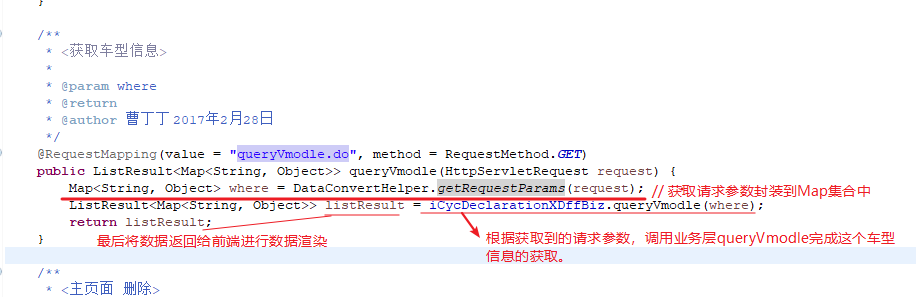 }
/**
* <获取车型信息>
*
* @param where
* @return
* @author 曹丁丁 2017年2月28日
*/
@RequestMapping(value = "queryVmodle.do", method = RequestMethod.GET)
public ListResult<Map<String, Object>> queryVmodle(HttpServletRequest request) {
Map<String, Object> where = DataConvertHelper.getRequestParams(request); // 获取请求参数封装到Map集合中
ListResult<Map<String, Object>> listResult = iCycDeclarationXDffBiz.queryVmodle(where);
return listResult;
}
最后将数据返回给前端进行数据渲染
根据获取到的请求参数，调用业务层queryVmodle完成这个车型
信息的获取。
/**
* <主页面 删除>